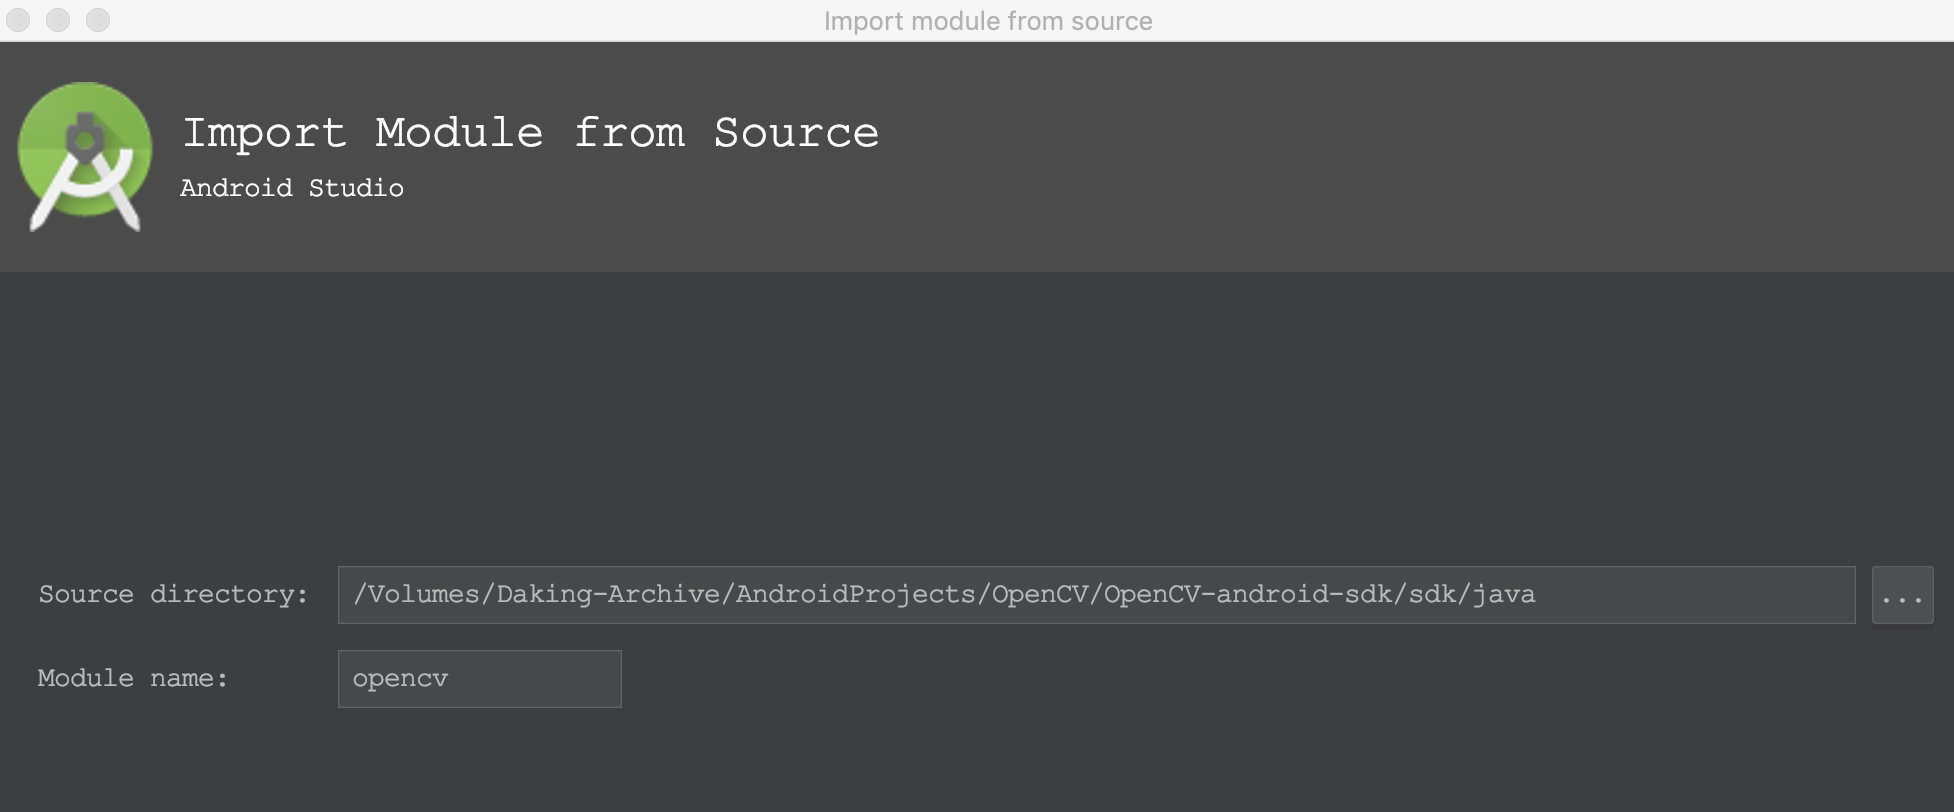 Import module from source
Import Module from Source
Android Studio
Source directory: /Volumes/Daking-Archive/AndroidProjects/OpenCV/OpenCV-android-sdk/sdk/java ...
Module name: opencv